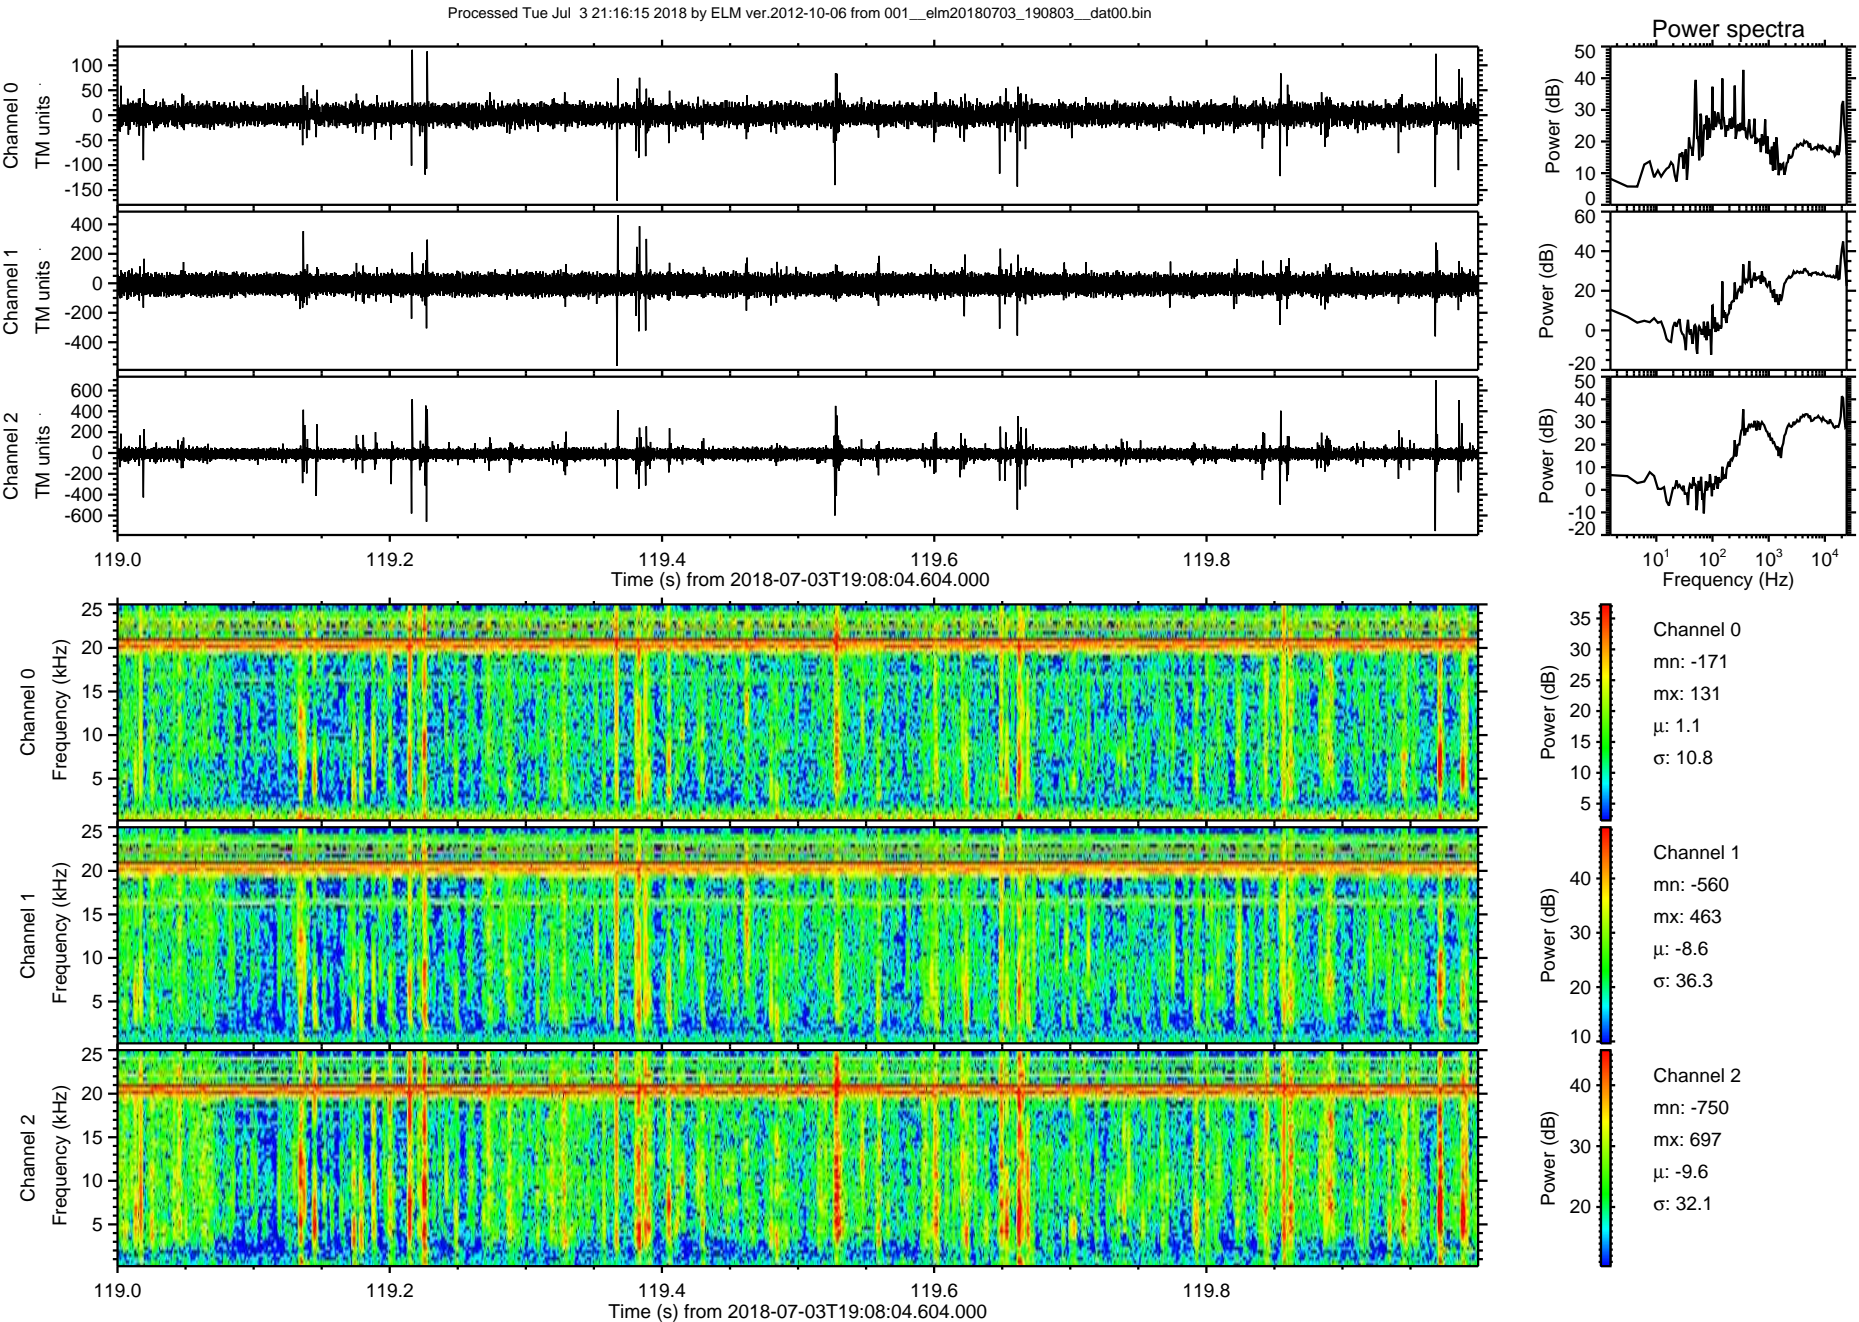 Processed Tue Jul 3 21:16:15 2018 by ELM ver.2012-10-06 from 001__elm20180703_190803__dat00.bin
Power spectra
Channel 0
TM units
100
50
0
-50
-100
-150
Power (dB)
50
40
30
20
10
0
Channel 1
TM units
400
200
0
-200
-400
Power (dB)
60
40
20
0
-20
Channel 2
TM units
600
400
200
0
-200
-400
-600
Power (dB)
50
40
30
20
10
0
-10
-20
119.0 119.2 119.4 119.6 119.8
Time (s) from 2018-07-03T19:08:04.604.000
10¹ 10² 10³ 10⁴
Frequency (Hz)
Channel 0
Frequency (kHz)
25
20
15
10
5
Power (dB)
35
30
25
20
15
10
5
Channel 0
mn: -171
mx: 131
μ: 1.1
σ: 10.8
Channel 1
Frequency (kHz)
25
20
15
10
5
Power (dB)
40
30
20
10
Channel 1
mn: -560
mx: 463
μ: -8.6
σ: 36.3
Channel 2
Frequency (kHz)
25
20
15
10
5
Power (dB)
40
30
20
Channel 2
mn: -750
mx: 697
μ: -9.6
σ: 32.1
119.0 119.2 119.4 119.6 119.8
Time (s) from 2018-07-03T19:08:04.604.000